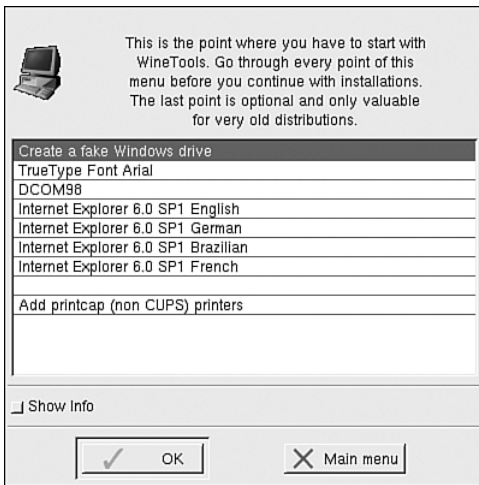 This is the point where you have to start with
WineTools. Go through every point of this
menu before you continue with installations.
The last point is optional and only valuable
for very old distributions.
Create a fake Windows drive
TrueType Font Arial
DCOM98
Internet Explorer 6.0 SP1 English
Internet Explorer 6.0 SP1 German
Internet Explorer 6.0 SP1 Brazilian
Internet Explorer 6.0 SP1 French
Add printcap (non CUPS) printers
Show Info
OK
Main menu